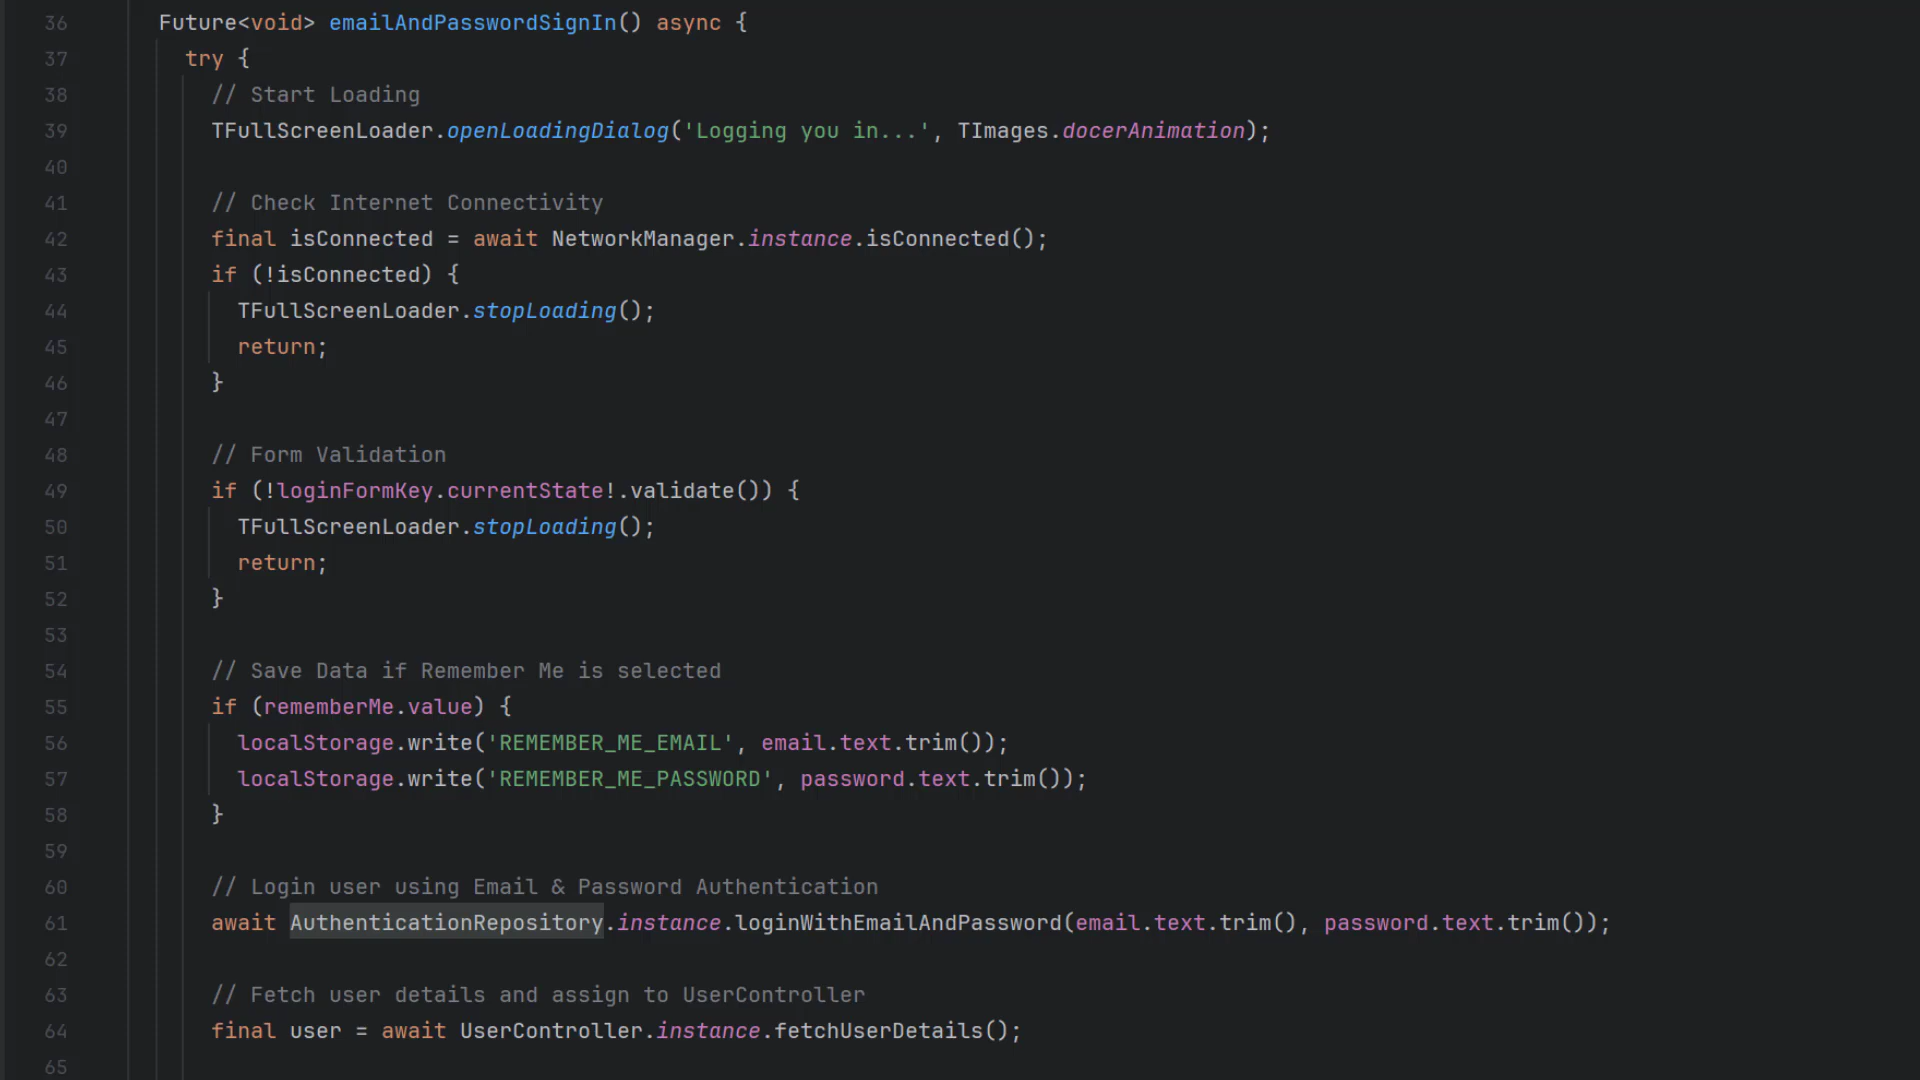 36 Future<void> emailAndPasswordSignIn() async {
37 try {
38 // Start Loading
39 TFullScreenLoader.openLoadingDialog('Logging you in...', TImages.docerAnimation);
40
41 // Check Internet Connectivity
42 final isConnected = await NetworkManager.instance.isConnected();
43 if (!isConnected) {
44 TFullScreenLoader.stopLoading();
45 return;
46 }
47
48 // Form Validation
49 if (!loginFormKey.currentState!.validate()) {
50 TFullScreenLoader.stopLoading();
51 return;
52 }
53
54 // Save Data if Remember Me is selected
55 if (rememberMe.value) {
56 localStorage.write('REMEMBER_ME_EMAIL', email.text.trim());
57 localStorage.write('REMEMBER_ME_PASSWORD', password.text.trim());
58 }
59
60 // Login user using Email & Password Authentication
61 await AuthenticationRepository.instance.loginWithEmailAndPassword(email.text.trim(), password.text.trim());
62
63 // Fetch user details and assign to UserController
64 final user = await UserController.instance.fetchUserDetails();
65